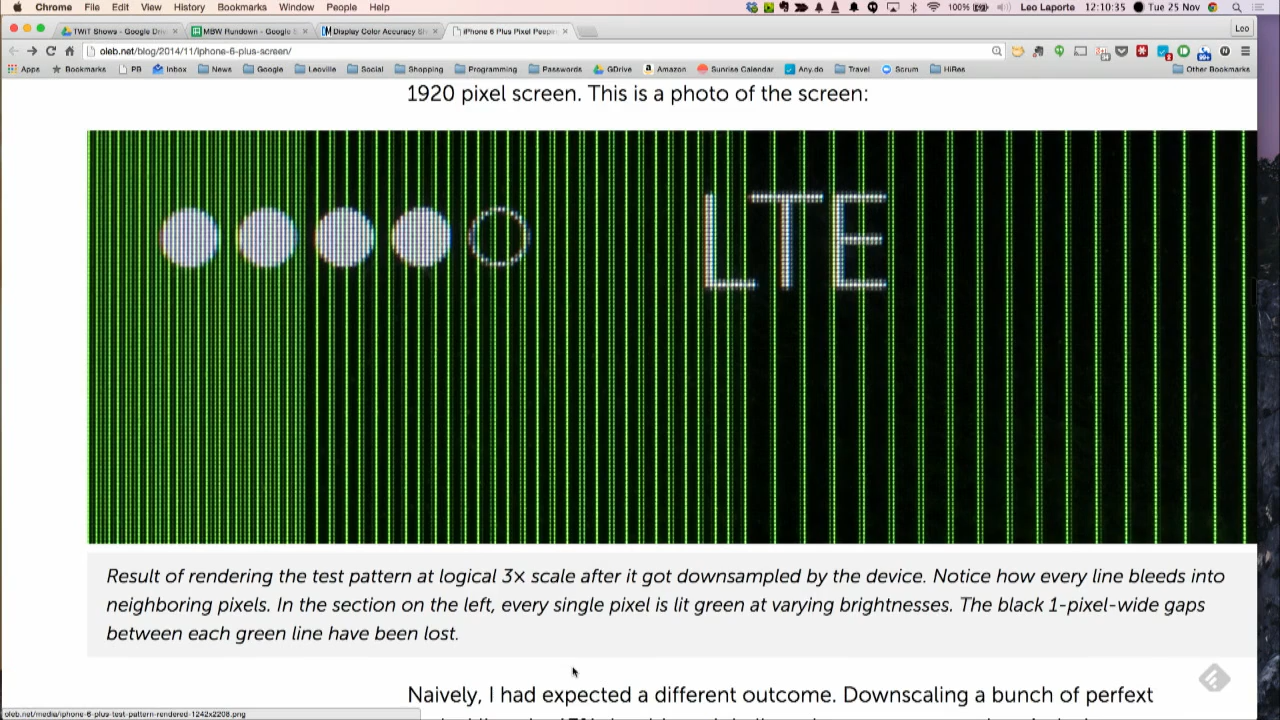 Chrome File Edit View History Bookmarks Window People Help 100% Leo Laporte 12:10:35 Tue 25 Nov
TWiT Shows - Google Driv MBW Rundown - Google S Display Color Accuracy Sh iPhone 6 Plus Pixel Peepin Leo
oleb.net/blog/2014/11/iphone-6-plus-screen/
Apps Bookmarks PB Inbox News Google Leoville Social Shopping Programming Passwords GDrive Amazon Sunrise Calendar Any.do Travel Scrum HiRes Other Bookmarks
1920 pixel screen. This is a photo of the screen:
LTE
Result of rendering the test pattern at logical 3× scale after it got downsampled by the device. Notice how every line bleeds into
neighboring pixels. In the section on the left, every single pixel is lit green at varying brightnesses. The black 1-pixel-wide gaps
between each green line have been lost.
Naively, I had expected a different outcome. Downscaling a bunch of perfext
oleb.net/media/iphone-6-plus-test-pattern-rendered-1242x2208.png